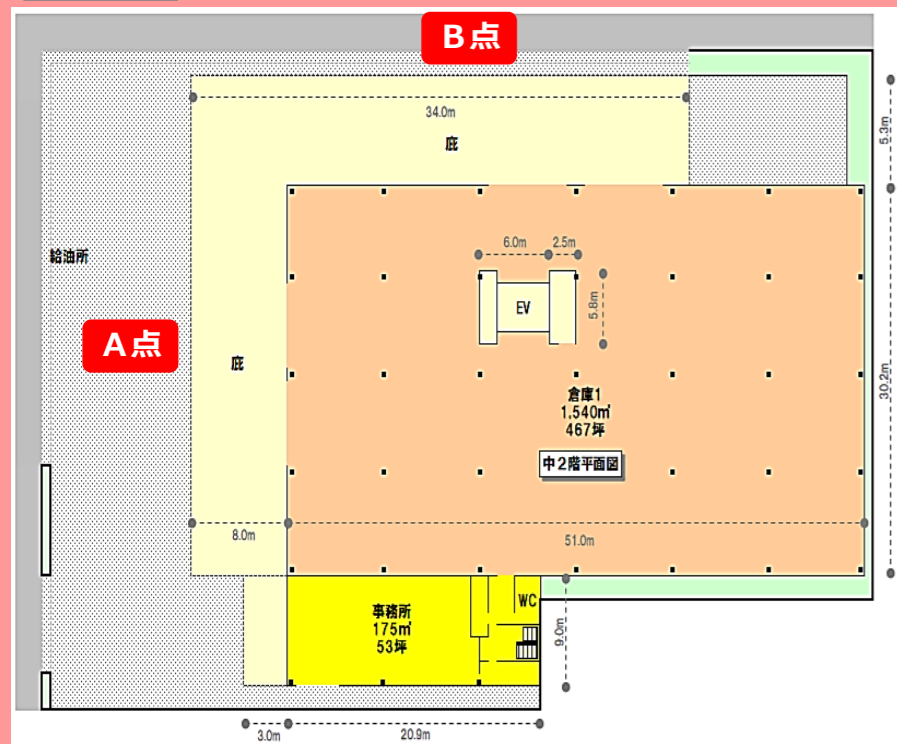 B点
34.0m
庇
5.3m
給油所
6.0m
2.5m
EV
5.8m
A点
庇
倉庫1
1,540㎡
467坪
30.2m
中2階平面図
8.0m
51.0m
事務所
175㎡
53坪
WC
9.0m
3.0m
20.9m